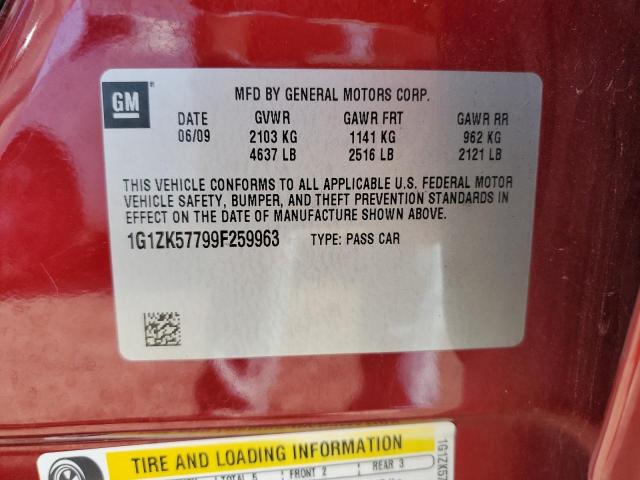 GM
MFD BY GENERAL MOTORS CORP.
DATE GVWR GAWR FRT GAWR RR
06/09 2103 KG 1141 KG 962 KG
4637 LB 2516 LB 2121 LB
THIS VEHICLE CONFORMS TO ALL APPLICABLE U.S. FEDERAL MOTOR
VEHICLE SAFETY, BUMPER, AND THEFT PREVENTION STANDARDS IN
EFFECT ON THE DATE OF MANUFACTURE SHOWN ABOVE.
1G1ZK57799F259963 TYPE: PASS CAR
TIRE AND LOADING INFORMATION
TOTAL 5 FRONT 2 REAR 3
1G1ZK57